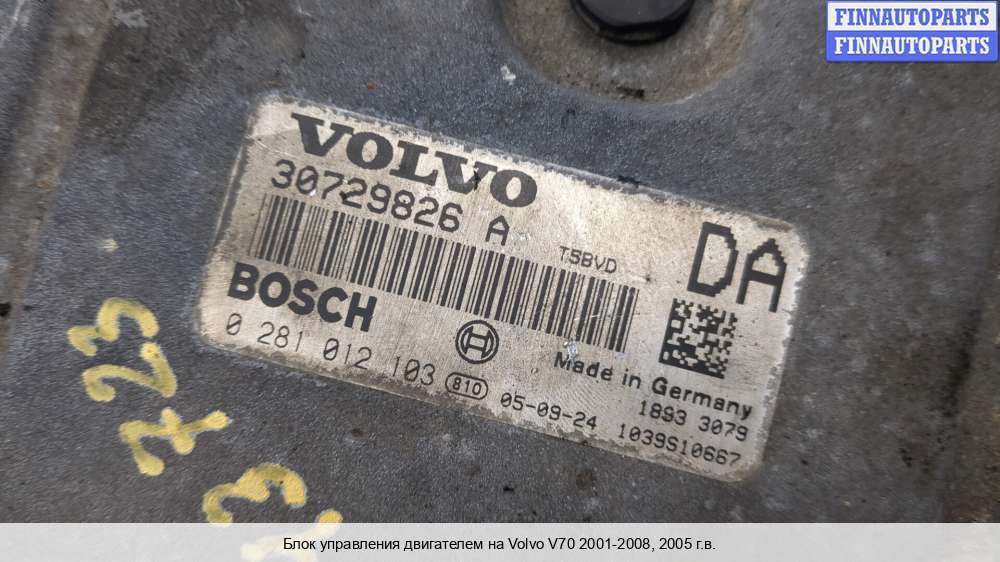 FINNAUTOPARTS
FINNAUTOPARTS
VOLVO
30729826 A
T5BVD
DA
BOSCH
0 281 012 103
810
05-09-24
Made in Germany
1893 3079
1039S10667
723
Блок управления двигателем на Volvo V70 2001-2008, 2005 г.в.